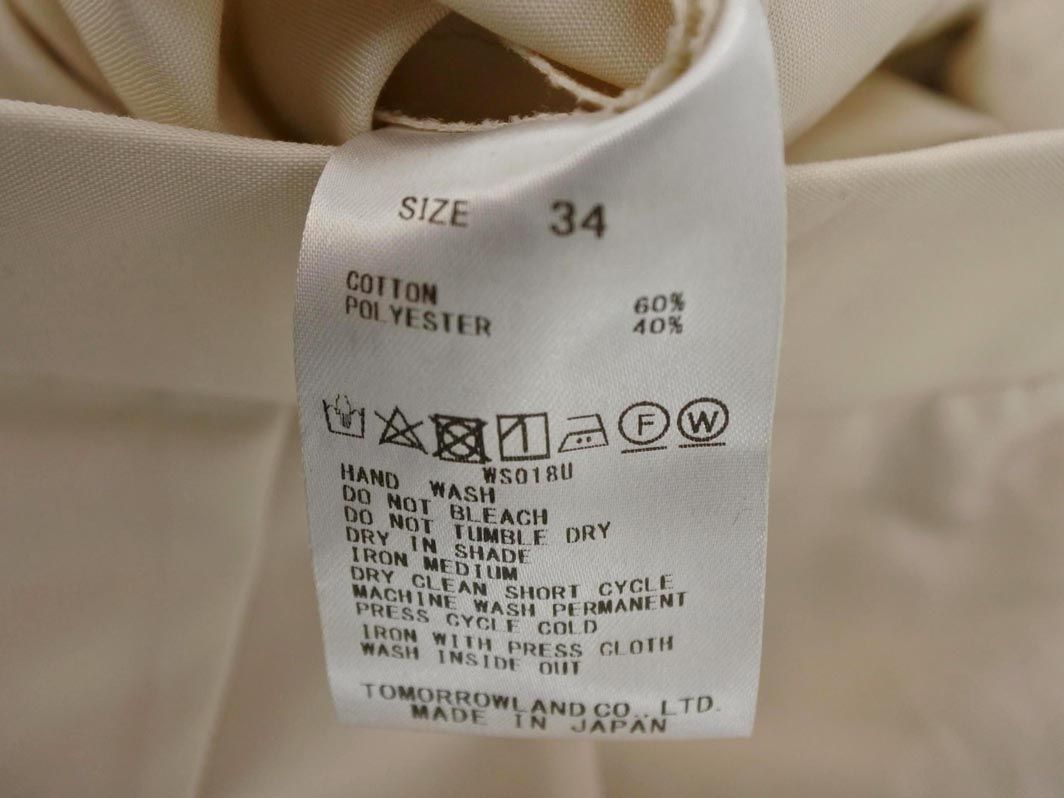 SIZE 34
COTTON 60%
POLYESTER 40%
F W
WS018U
HAND WASH
DO NOT BLEACH
DO NOT TUMBLE DRY
DRY IN SHADE
IRON MEDIUM
DRY CLEAN SHORT CYCLE
MACHINE WASH PERMANENT
PRESS CYCLE COLD
IRON WITH PRESS CLOTH
WASH INSIDE OUT
TOMORROWLAND CO., LTD.
MADE IN JAPAN